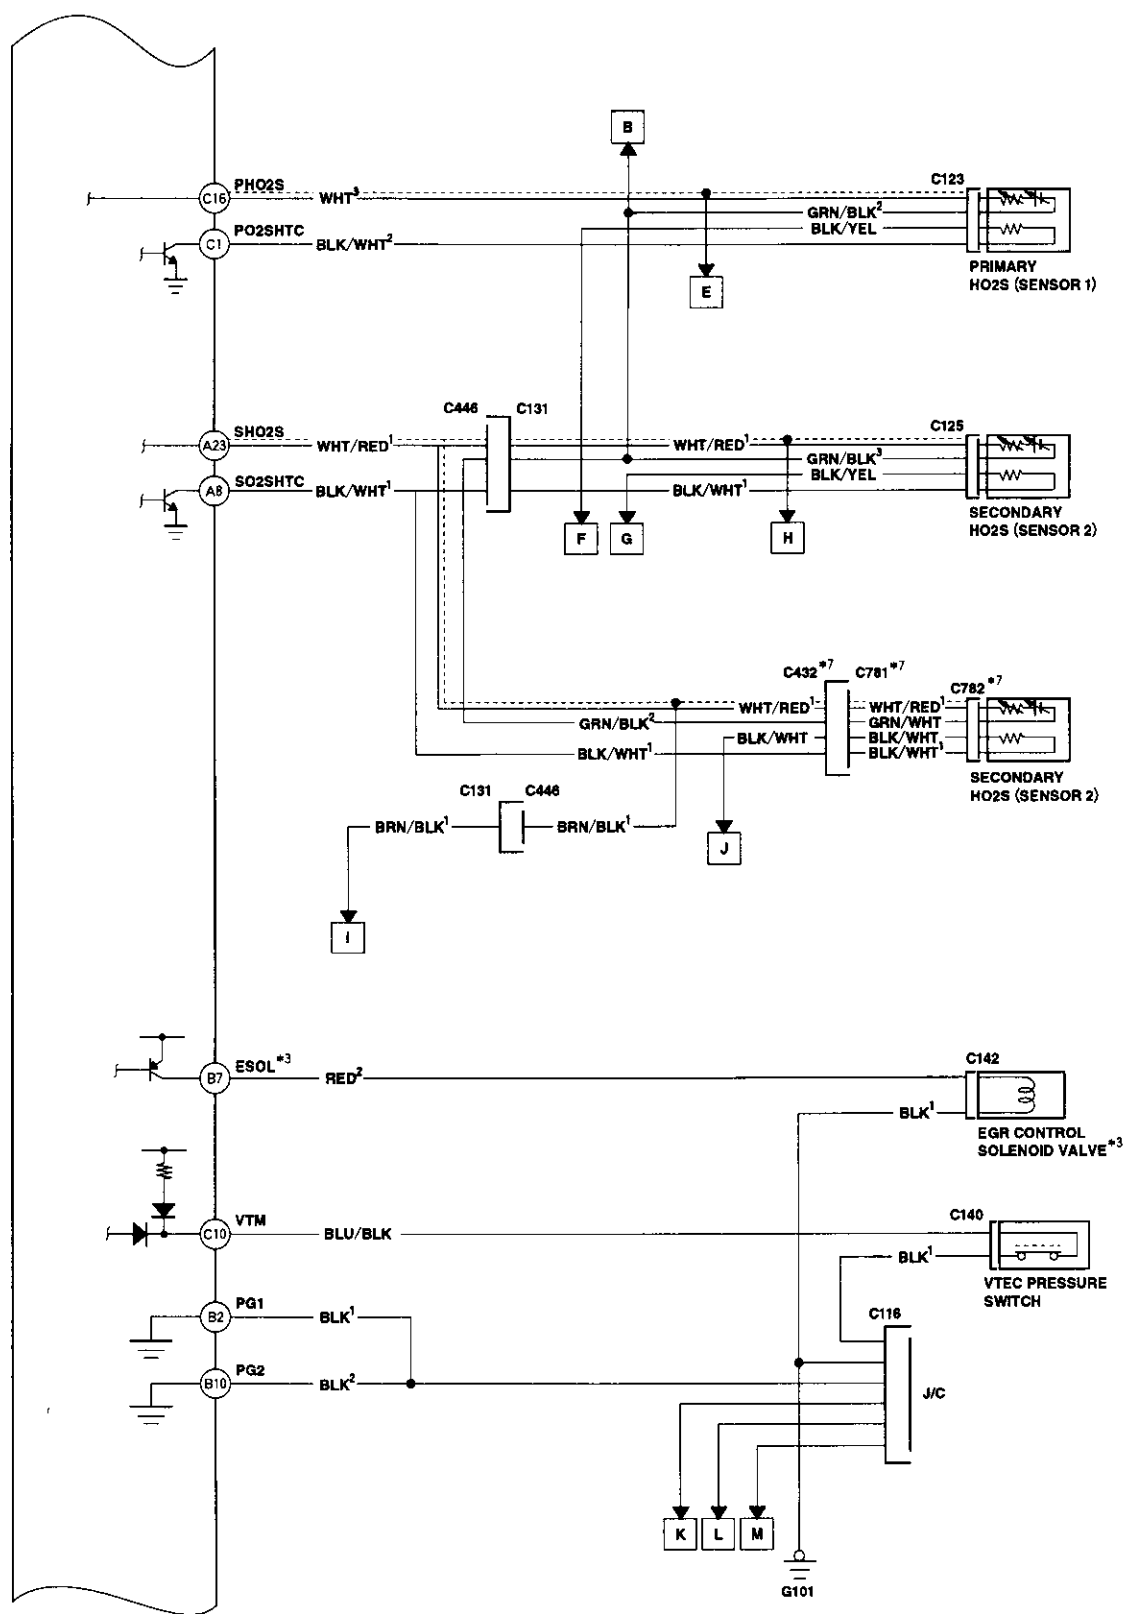 B
PHO2S
C16
WHT³
C123
GRN/BLK²
PO2SHTC
C1
BLK/WHT²
BLK/YEL
PRIMARY
HO2S (SENSOR 1)
E
C446
C131
SHO2S
A23
WHT/RED¹
WHT/RED¹
C125
GRN/BLK³
BLK/YEL
SO2SHTC
A8
BLK/WHT¹
BLK/WHT¹
SECONDARY
HO2S (SENSOR 2)
F
G
H
C432*7
C781*7
C782*7
WHT/RED¹
WHT/RED¹
GRN/BLK²
GRN/WHT
BLK/WHT
BLK/WHT
BLK/WHT¹
BLK/WHT¹
SECONDARY
HO2S (SENSOR 2)
C131
C446
BRN/BLK¹
BRN/BLK¹
J
I
ESOL*3
B7
RED²
C142
BLK¹
EGR CONTROL
SOLENOID VALVE*3
VTM
C10
BLU/BLK
C140
BLK¹
VTEC PRESSURE
SWITCH
PG1
B2
BLK¹
C116
PG2
B10
BLK²
J/C
K
L
M
G101